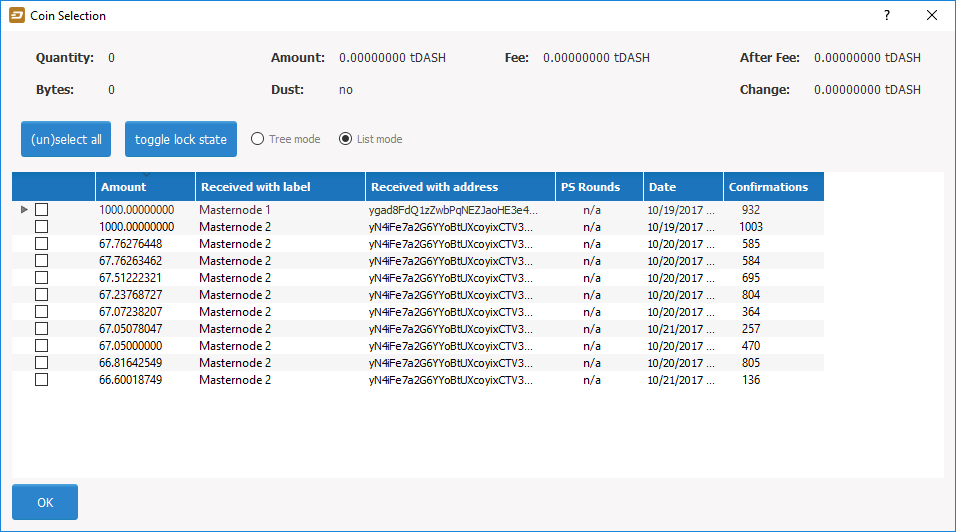 Coin Selection ?
Quantity: 0 Amount: 0.00000000 tDASH Fee: 0.00000000 tDASH After Fee: 0.00000000 tDASH
Bytes: 0 Dust: no Change: 0.00000000 tDASH
(un)select all toggle lock state Tree mode List mode
Amount Received with label Received with address PS Rounds Date Confirmations
1000.00000000 Masternode 1 ygad8FdQ1zZwbPqNEZJaoHE3e4... n/a 10/19/2017 ... 932
1000.00000000 Masternode 2 yN4iFe7a2G6YYoBtUXcoyixCTV3... n/a 10/19/2017 ... 1003
67.76276448 Masternode 2 yN4iFe7a2G6YYoBtUXcoyixCTV3... n/a 10/20/2017 ... 585
67.76263462 Masternode 2 yN4iFe7a2G6YYoBtUXcoyixCTV3... n/a 10/20/2017 ... 584
67.51222321 Masternode 2 yN4iFe7a2G6YYoBtUXcoyixCTV3... n/a 10/20/2017 ... 695
67.23768727 Masternode 2 yN4iFe7a2G6YYoBtUXcoyixCTV3... n/a 10/20/2017 ... 804
67.07238207 Masternode 2 yN4iFe7a2G6YYoBtUXcoyixCTV3... n/a 10/20/2017 ... 364
67.05078047 Masternode 2 yN4iFe7a2G6YYoBtUXcoyixCTV3... n/a 10/21/2017 ... 257
67.05000000 Masternode 2 yN4iFe7a2G6YYoBtUXcoyixCTV3... n/a 10/20/2017 ... 470
66.81642549 Masternode 2 yN4iFe7a2G6YYoBtUXcoyixCTV3... n/a 10/20/2017 ... 805
66.60018749 Masternode 2 yN4iFe7a2G6YYoBtUXcoyixCTV3... n/a 10/21/2017 ... 136
OK